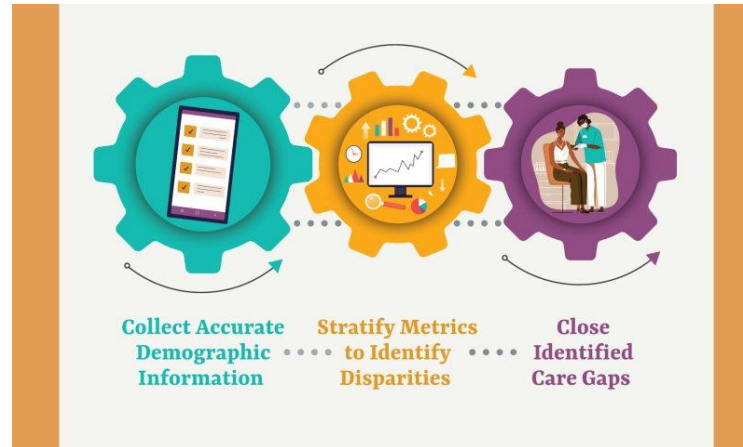 Collect Accurate
Demographic
Information
Stratify Metrics
to Identify
Disparities
Close
Identified
Care Gaps